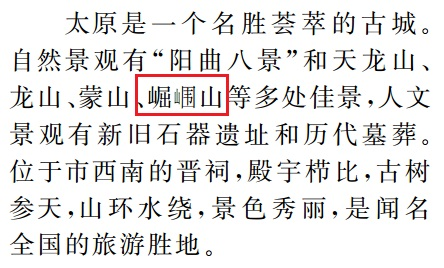 太原是一个名胜荟萃的古城。
自然景观有“阳曲八景”和天龙山、
龙山、蒙山、崛山等多处佳景,人文
景观有新旧石器遗址和历代墓葬。
位于市西南的晋祠,殿宇栉比,古树
参天,山环水绕,景色秀丽,是闻名
全国的旅游胜地。